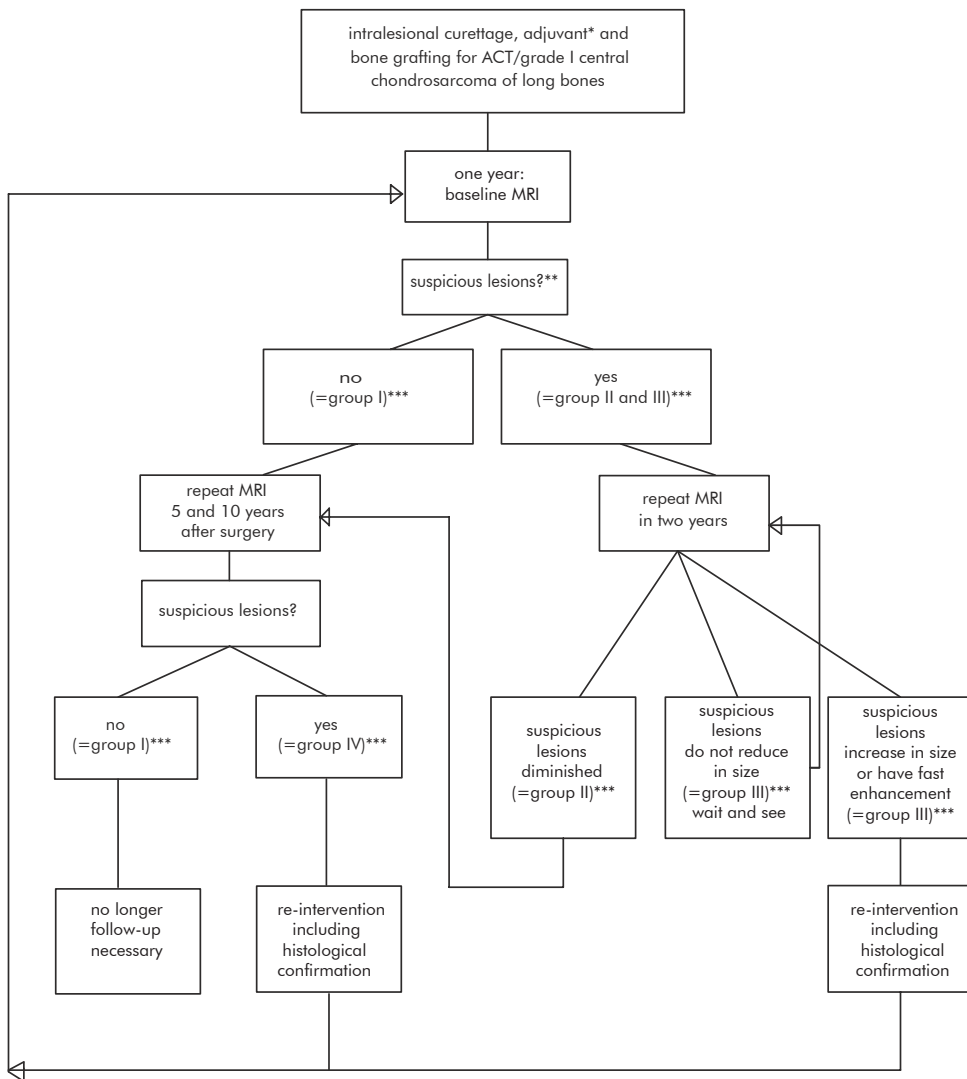 intralesional curettage, adjuvant* and
bone grafting for ACT/grade I central
chondrosarcoma of long bones
one year:
baseline MRI
suspicious lesions?**
no
(=group I)***
yes
(=group II and III)***
repeat MRI
5 and 10 years
after surgery
repeat MRI
in two years
suspicious lesions?
no
(=group I)***
yes
(=group IV)***
suspicious
lesions
diminished
(=group II)***
suspicious
lesions
do not reduce
in size
(=group III)***
wait and see
suspicious
lesions
increase in size
or have fast
enhancement
(=group III)***
no longer
follow-up
necessary
re-intervention
including
histological
confirmation
re-intervention
including
histological
confirmation